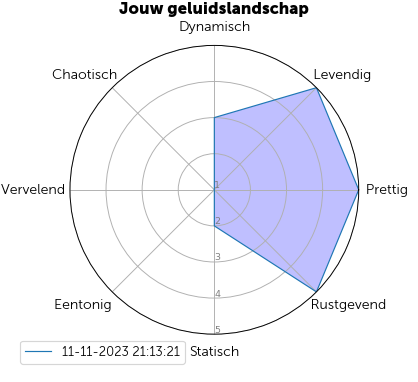 Jouw geluidslandschap
Dynamisch
Chaotisch
Levendig
Vervelend
Prettig
1
2
3
4
5
Eentonig
Rustgevend
11-11-2023 21:13:21
Statisch